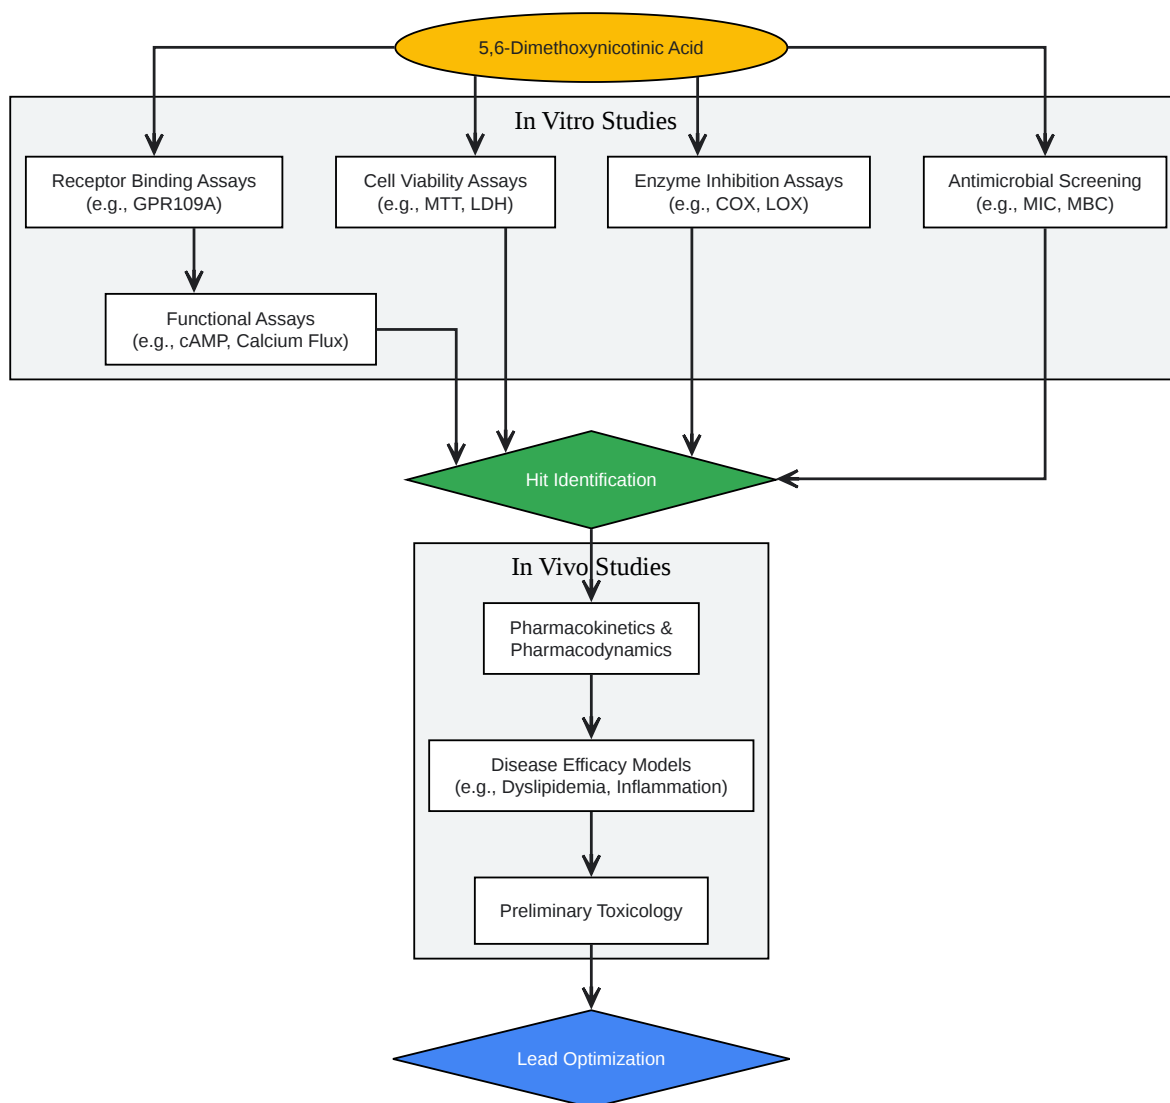 5,6-Dimethoxynicotinic Acid
In Vitro Studies
Receptor Binding Assays
(e.g., GPR109A)
Cell Viability Assays
(e.g., MTT, LDH)
Enzyme Inhibition Assays
(e.g., COX, LOX)
Antimicrobial Screening
(e.g., MIC, MBC)
Functional Assays
(e.g., cAMP, Calcium Flux)
Hit Identification
In Vivo Studies
Pharmacokinetics &
Pharmacodynamics
Disease Efficacy Models
(e.g., Dyslipidemia, Inflammation)
Preliminary Toxicology
Lead Optimization